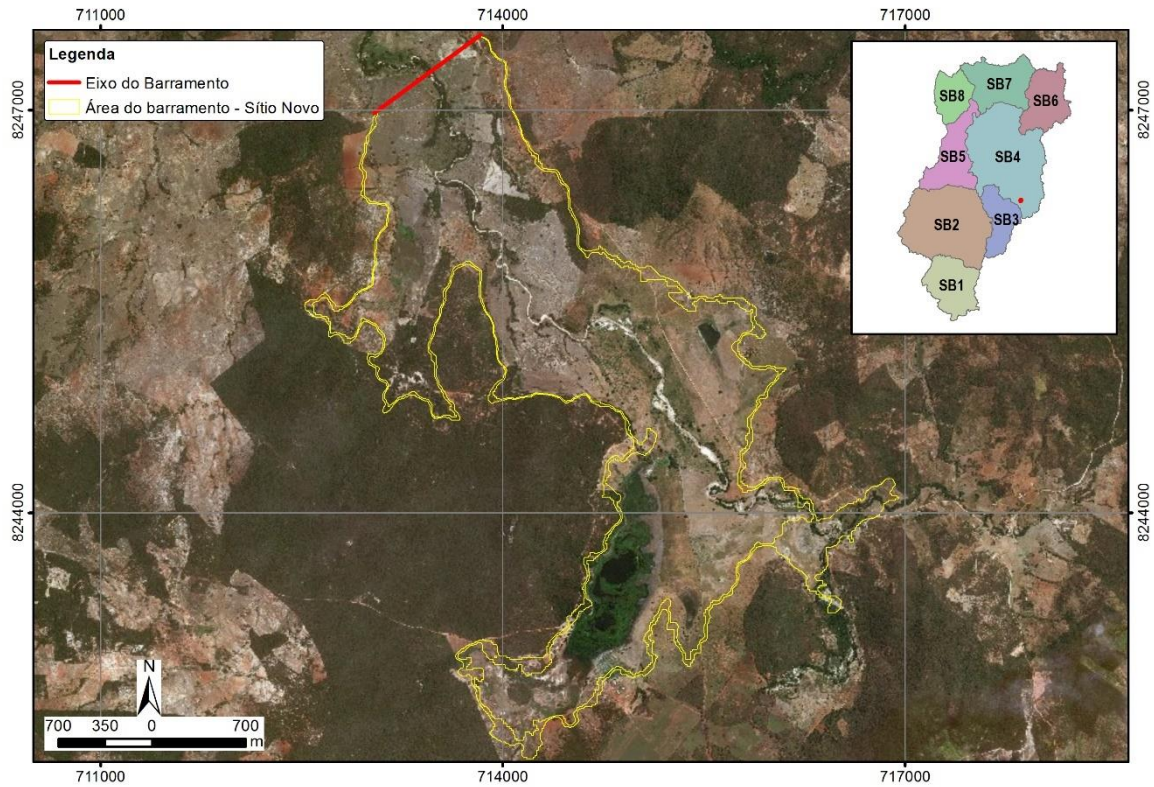 711000 714000 717000
Legenda
Eixo do Barramento
Área do barramento - Sítio Novo
8247000 8247000
SB8 SB7 SB6
SB5 SB4
SB2 SB3
SB1
8244000 8244000
N
700 350 0 700
m
711000 714000 717000